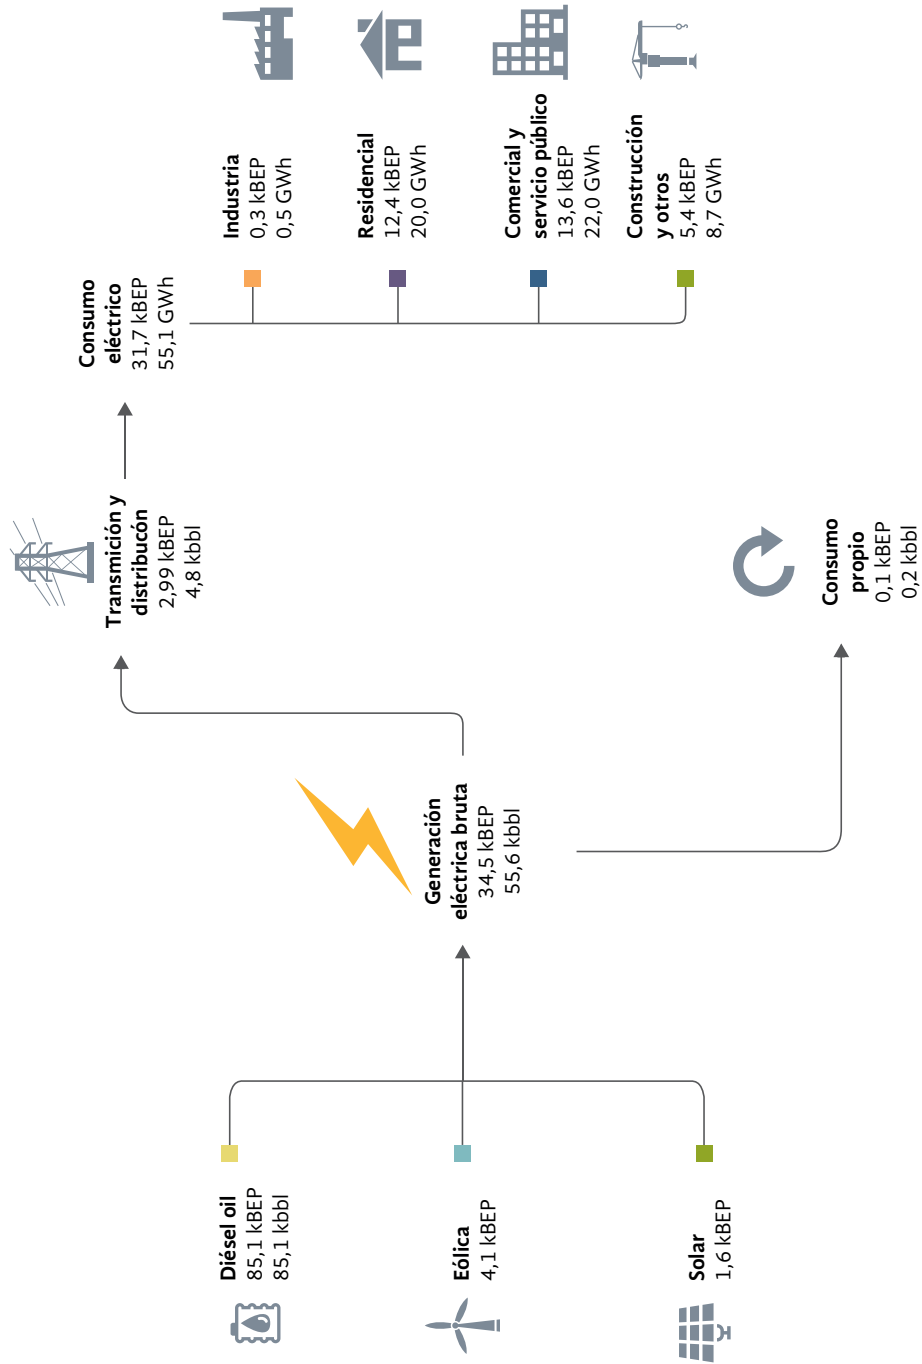 Diésel oil
85,1 kBEP
85,1 kbbl
Eólica
4,1 kBEP
Solar
1,6 kBEP
Generación
eléctrica bruta
34,5 kBEP
55,6 kbbl
Transmición y
distribucón
2,99 kBEP
4,8 kbbl
Consumo
propio
0,1 kBEP
0,2 kbbl
Consumo
eléctrico
31,7 kBEP
55,1 GWh
Industria
0,3 kBEP
0,5 GWh
Residencial
12,4 kBEP
20,0 GWh
Comercial y
servicio público
13,6 kBEP
22,0 GWh
Construcción
y otros
5,4 kBEP
8,7 GWh